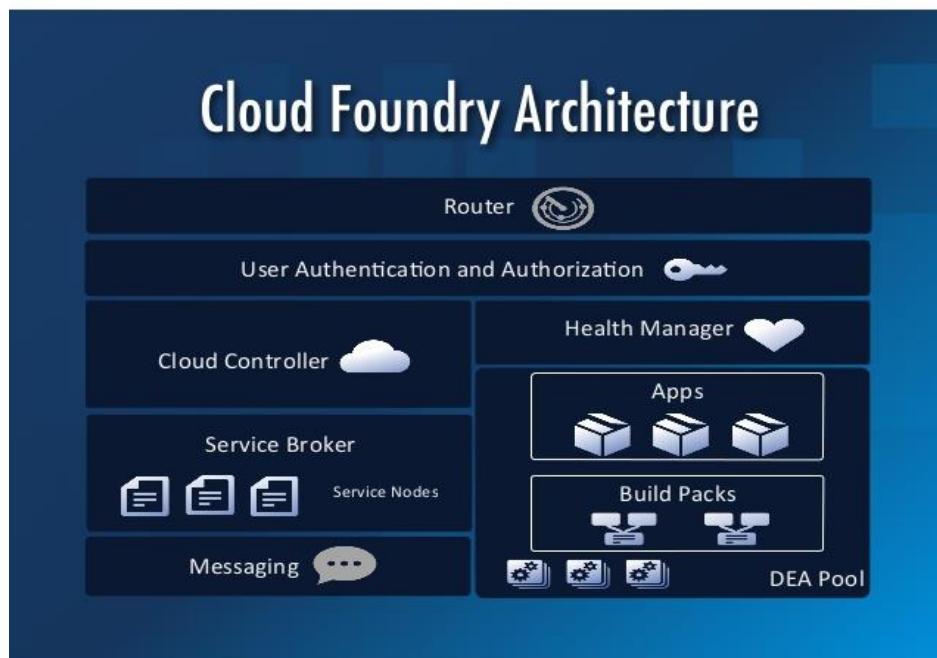 Cloud Foundry Architecture
Router
User Authentication and Authorization
Cloud Controller
Health Manager
Apps
Service Broker
Service Nodes
Build Packs
Messaging
DEA Pool